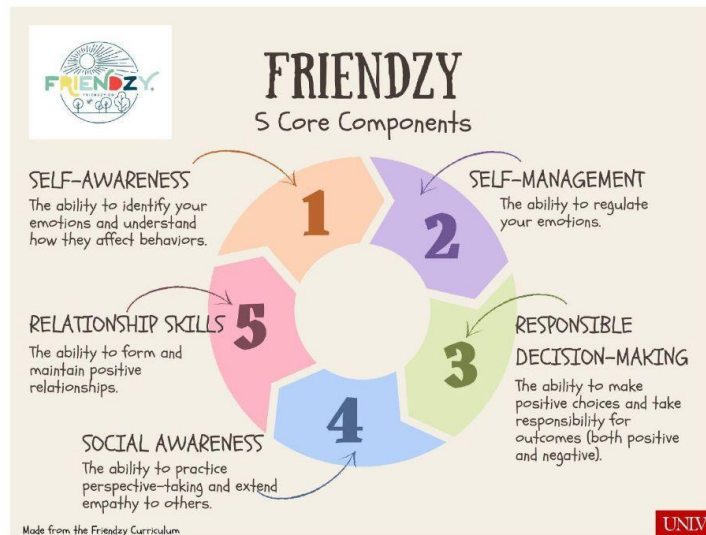 FRIENDZY
5 Core Components
FRIENDZY.
1
SELF-AWARENESS
The ability to identify your
emotions and understand
how they affect behaviors.
2
SELF-MANAGEMENT
The ability to regulate
your emotions.
3
RESPONSIBLE
DECISION-MAKING
The ability to make
positive choices and take
responsibility for
outcomes (both positive
and negative).
4
SOCIAL AWARENESS
The ability to practice
perspective-taking and extend
empathy to others.
5
RELATIONSHIP SKILLS
The ability to form and
maintain positive
relationships.
Made from the Friendzy Curriculum
UNIV